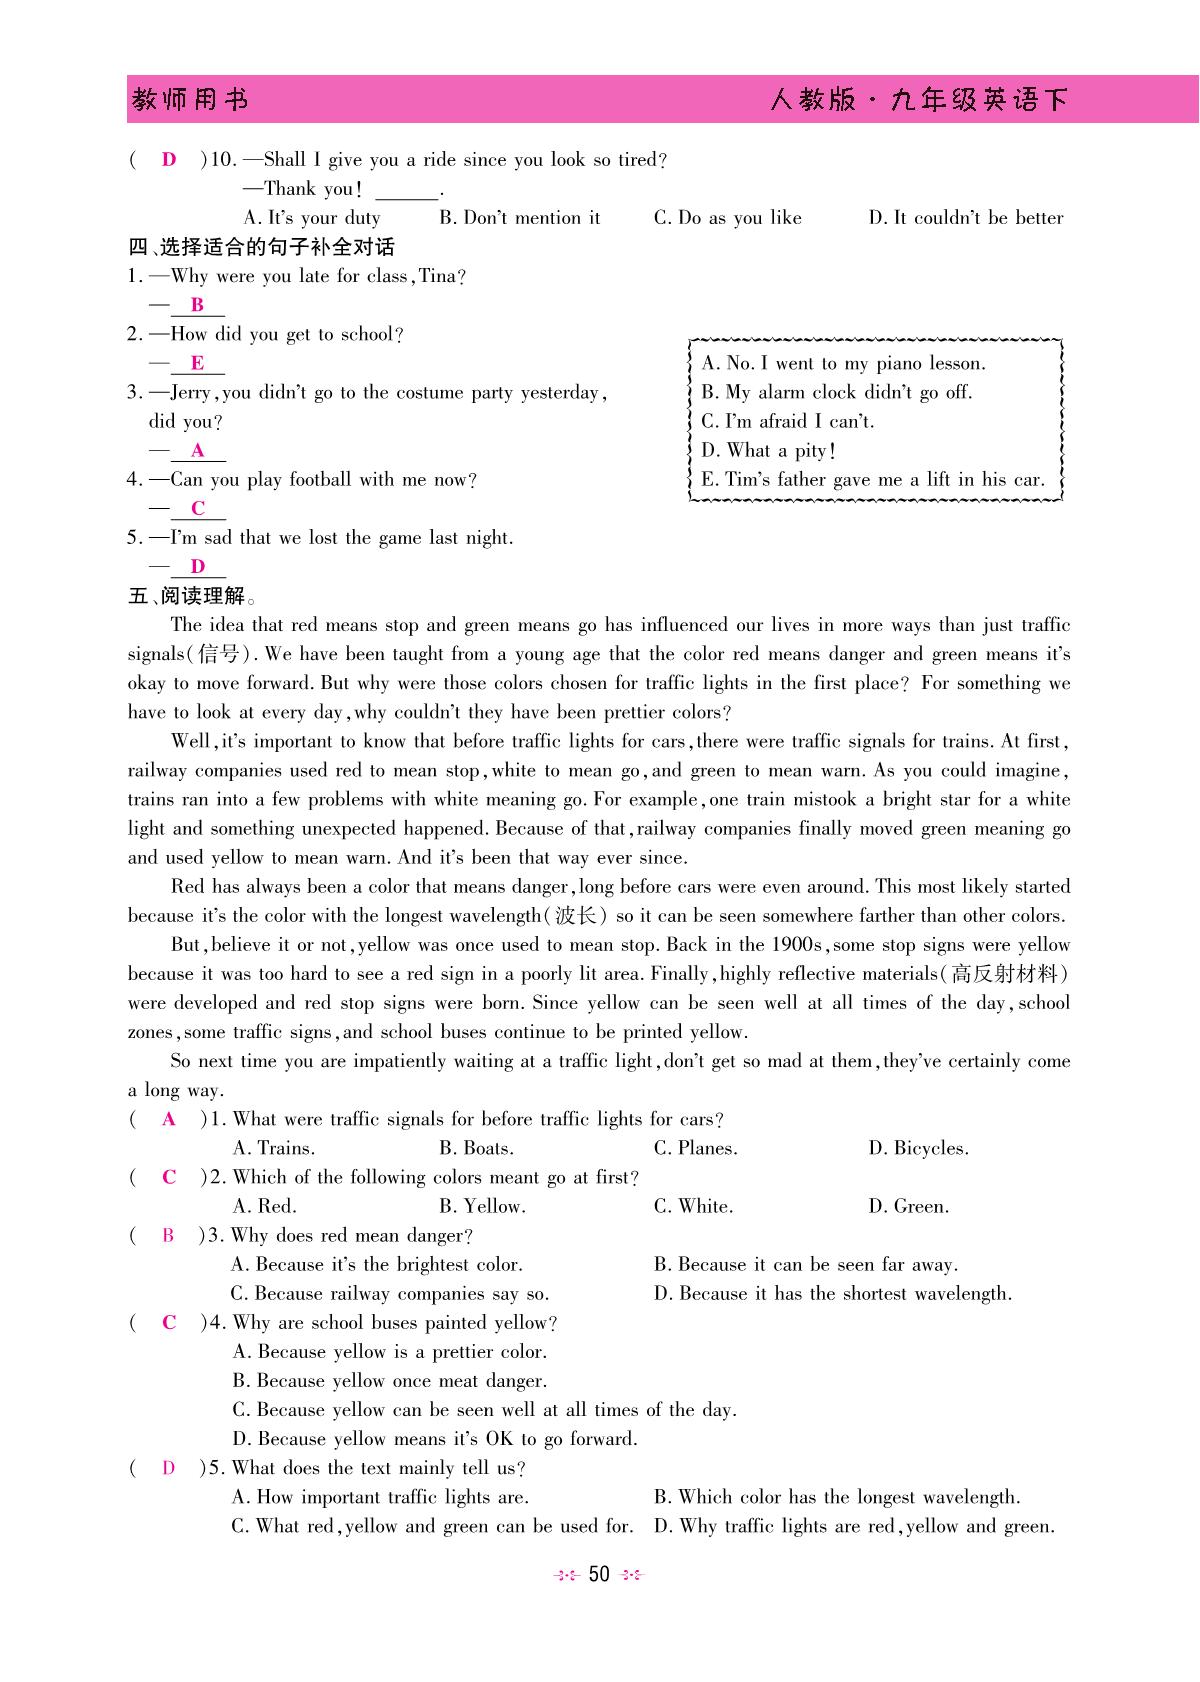 教师用书 人教版·九年级英语下
( D )10. —Shall I give you a ride since you look so tired?
—Thank you! ______.
A. It's your duty B. Don't mention it C. Do as you like D. It couldn't be better
四、选择适合的句子补全对话
1. —Why were you late for class, Tina?
— B
2. —How did you get to school?
— E
3. —Jerry, you didn't go to the costume party yesterday,
did you?
— A
4. —Can you play football with me now?
— C
5. —I'm sad that we lost the game last night.
— D
A. No. I went to my piano lesson.
B. My alarm clock didn't go off.
C. I'm afraid I can't.
D. What a pity!
E. Tim's father gave me a lift in his car.
五、阅读理解。
The idea that red means stop and green means go has influenced our lives in more ways than just traffic
signals(信号). We have been taught from a young age that the color red means danger and green means it's
okay to move forward. But why were those colors chosen for traffic lights in the first place? For something we
have to look at every day, why couldn't they have been prettier colors?
Well, it's important to know that before traffic lights for cars, there were traffic signals for trains. At first,
railway companies used red to mean stop, white to mean go, and green to mean warn. As you could imagine,
trains ran into a few problems with white meaning go. For example, one train mistook a bright star for a white
light and something unexpected happened. Because of that, railway companies finally moved green meaning go
and used yellow to mean warn. And it's been that way ever since.
Red has always been a color that means danger, long before cars were even around. This most likely started
because it's the color with the longest wavelength(波长) so it can be seen somewhere farther than other colors.
But, believe it or not, yellow was once used to mean stop. Back in the 1900s, some stop signs were yellow
because it was too hard to see a red sign in a poorly lit area. Finally, highly reflective materials(高反射材料)
were developed and red stop signs were born. Since yellow can be seen well at all times of the day, school
zones, some traffic signs, and school buses continue to be printed yellow.
So next time you are impatiently waiting at a traffic light, don't get so mad at them, they've certainly come
a long way.
( A )1. What were traffic signals for before traffic lights for cars?
A. Trains. B. Boats. C. Planes. D. Bicycles.
( C )2. Which of the following colors meant go at first?
A. Red. B. Yellow. C. White. D. Green.
( B )3. Why does red mean danger?
A. Because it's the brightest color. B. Because it can be seen far away.
C. Because railway companies say so. D. Because it has the shortest wavelength.
( C )4. Why are school buses painted yellow?
A. Because yellow is a prettier color.
B. Because yellow once meat danger.
C. Because yellow can be seen well at all times of the day.
D. Because yellow means it's OK to go forward.
( D )5. What does the text mainly tell us?
A. How important traffic lights are. B. Which color has the longest wavelength.
C. What red, yellow and green can be used for. D. Why traffic lights are red, yellow and green.
50